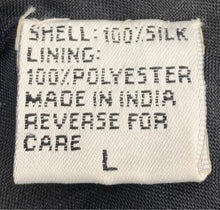 SHELL: 100% SILK
LINING:
100% POLYESTER
MADE IN INDIA
REVERSE FOR
CARE
L